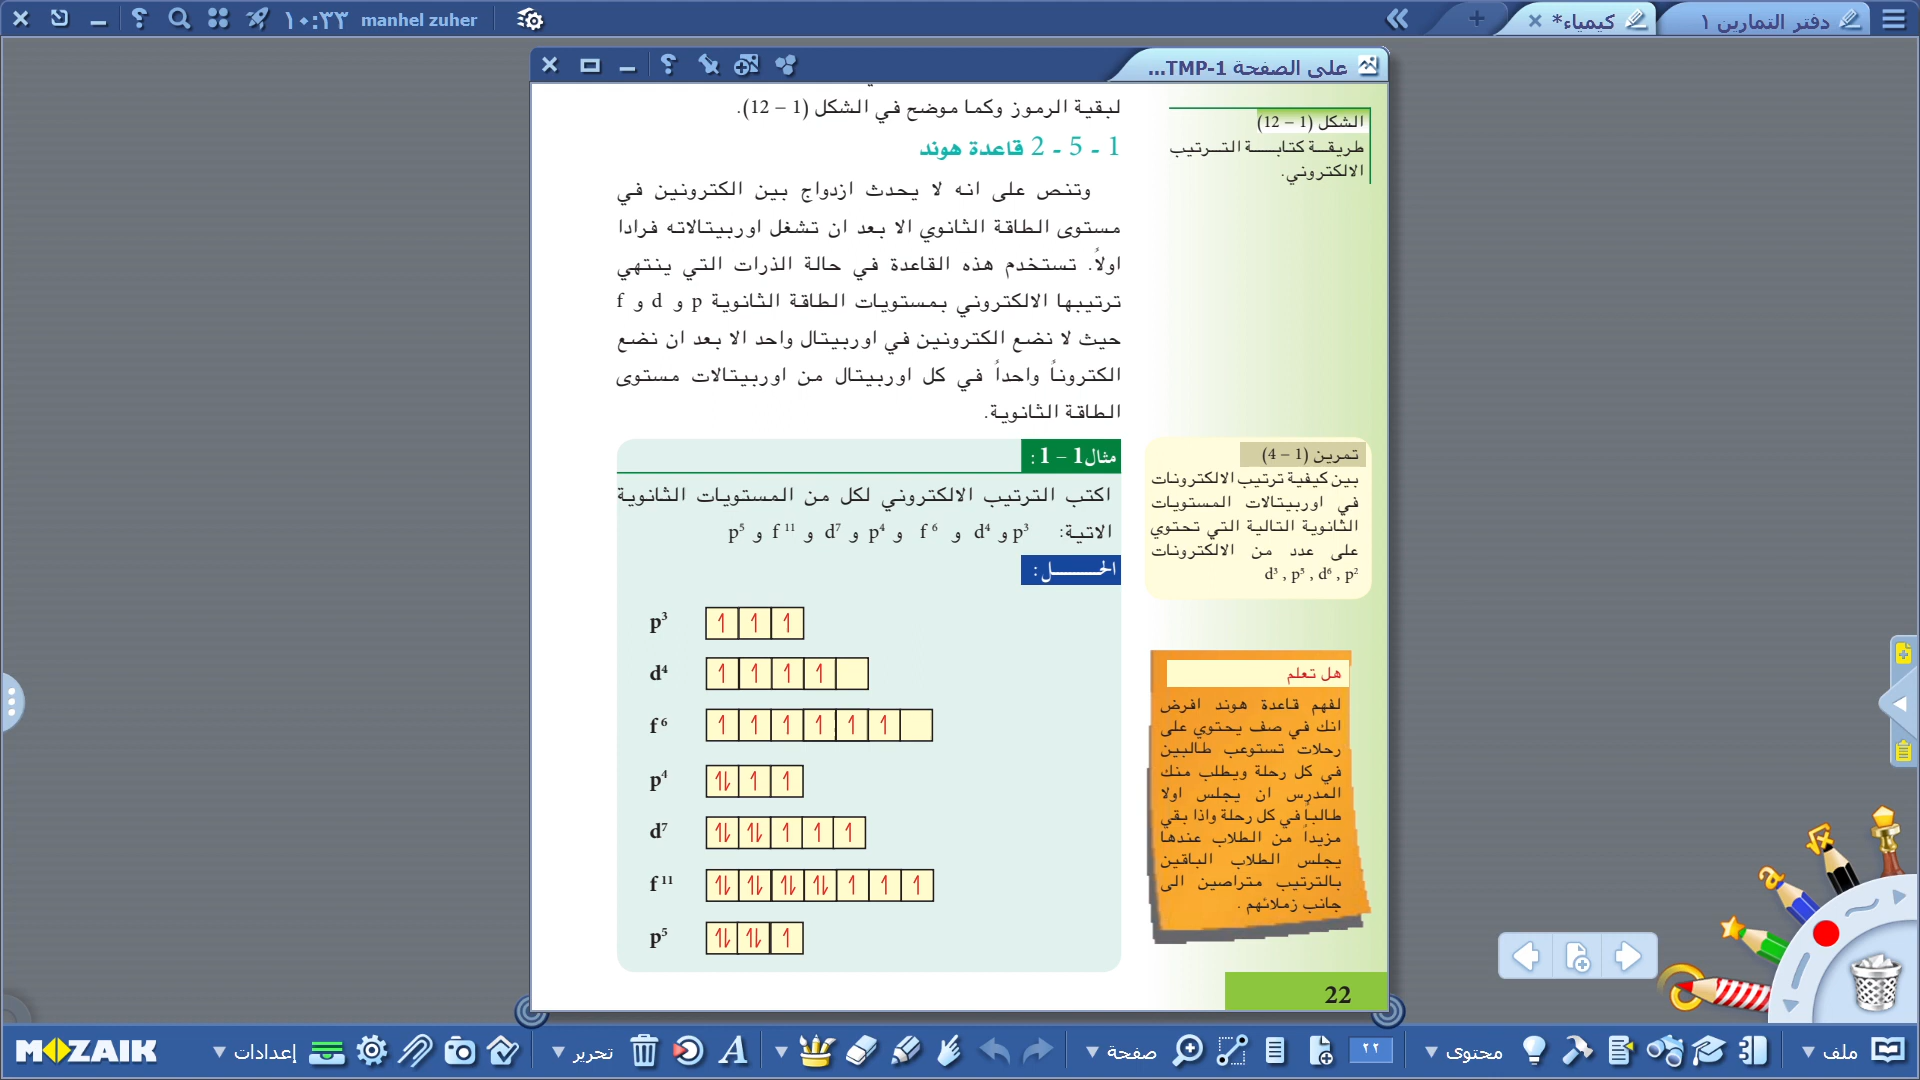 manhel zuher ١٠:٣٣
كيمياء*
دفتر التمارين ١
على الصفحة TMP-1...
لبقية الرموز وكما موضح في الشكل (1 – 12).
1 - 5 - 2 قاعدة هوند
وتنص على انه لا يحدث ازدواج بين الكترونين في
مستوى الطاقة الثانوي الا بعد ان تشغل اوربيتالاته فرادا
اولاً. تستخدم هذه القاعدة في حالة الذرات التي ينتهي
ترتيبها الالكتروني بمستويات الطاقة الثانوية p و d و f
حيث لا نضع الكترونين في اوربيتال واحد الا بعد ان نضع
الكتروناً واحداً في كل اوربيتال من اوربيتالات مستوى
الطاقة الثانوية.
الشكل (1 – 12)
طريقة كتابة الترتيب
الالكتروني.
مثال 1 – 1 :
اكتب الترتيب الالكتروني لكل من المستويات الثانوية
الاتية: p³ و d⁴ و f⁶ و p⁴ و d⁷ و f¹¹ و p⁵
الحل :
p³ ↿ ↿ ↿
d⁴ ↿ ↿ ↿ ↿
f⁶ ↿ ↿ ↿ ↿ ↿ ↿
p⁴ ↿⇂ ↿ ↿
d⁷ ↿⇂ ↿⇂ ↿ ↿ ↿
f¹¹ ↿⇂ ↿⇂ ↿⇂ ↿⇂ ↿ ↿ ↿
p⁵ ↿⇂ ↿⇂ ↿
تمرين (1 – 4)
بين كيفية ترتيب الالكترونات
في اوربيتالات المستويات
الثانوية التالية التي تحتوي
على عدد من الالكترونات
d³ , p⁵ , d⁶ , p²
هل تعلم
لفهم قاعدة هوند افرض
انك في صف يحتوي على
رحلات تستوعب طالبين
في كل رحلة ويطلب منك
المدرس ان يجلس اولا
طالباً في كل رحلة واذا بقي
مزيداً من الطلاب عندها
يجلس الطلاب الباقين
بالترتيب متراصين الى
جانب زملائهم .
22
ملف
محتوى
٢٢
صفحة
تحرير
إعدادات
MOZAIK